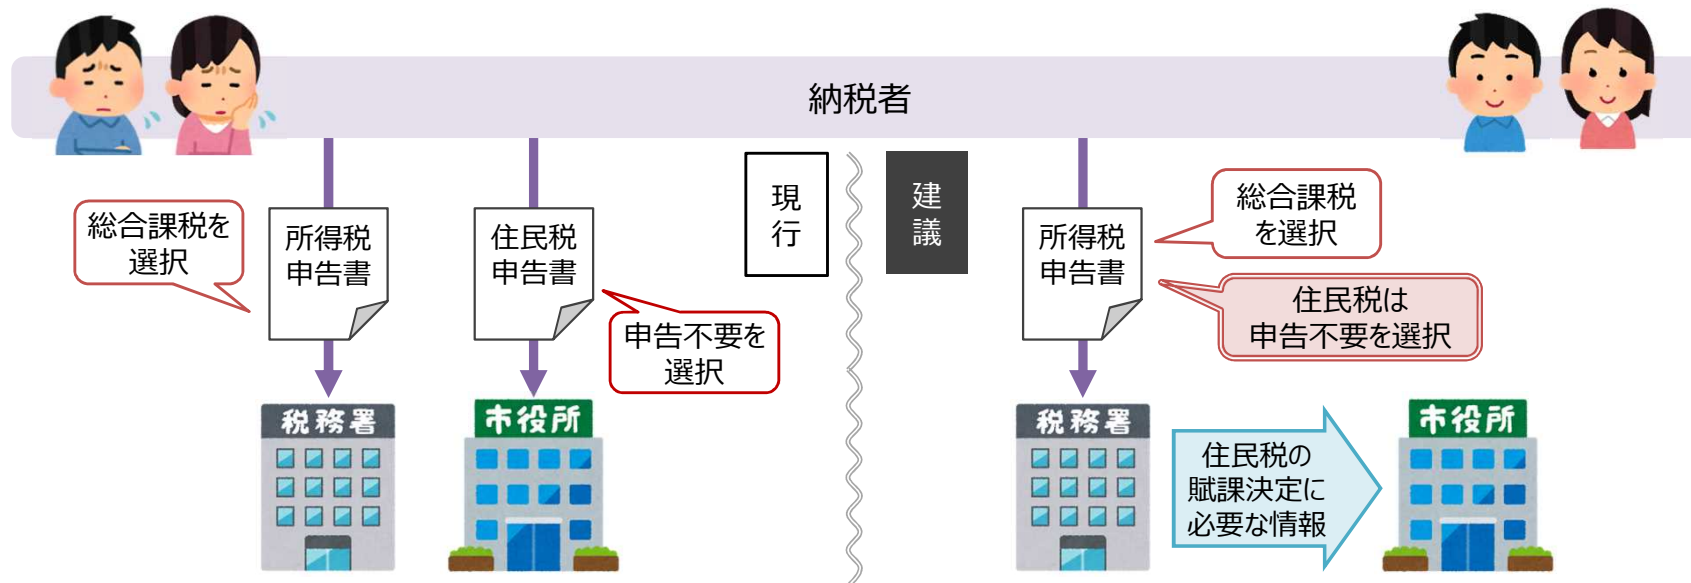 納税者
総合課税を
選択
所得税
申告書
住民税
申告書
申告不要を
選択
税務署
市役所
現
行
建
議
所得税
申告書
総合課税
を選択
住民税は
申告不要を選択
税務署
住民税の
賦課決定に
必要な情報
市役所